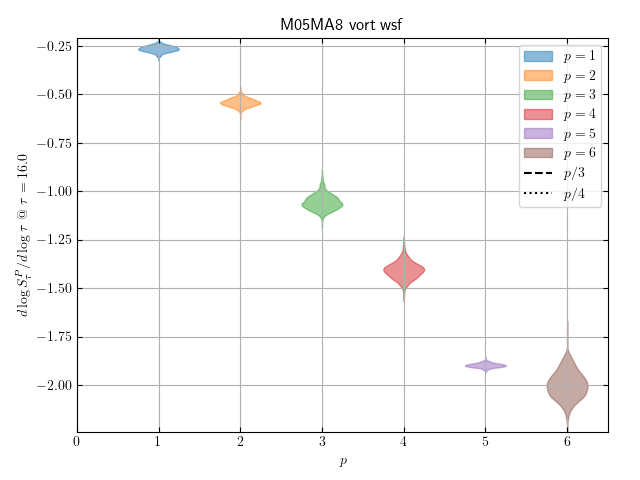 M05MA8 vort wsf
d log S_τ^P/d log τ @ τ = 16.0
−0.25
−0.50
−0.75
−1.00
−1.25
−1.50
−1.75
−2.00
0 1 2 3 4 5 6
p
p = 1
p = 2
p = 3
p = 4
p = 5
p = 6
p/3
p/4